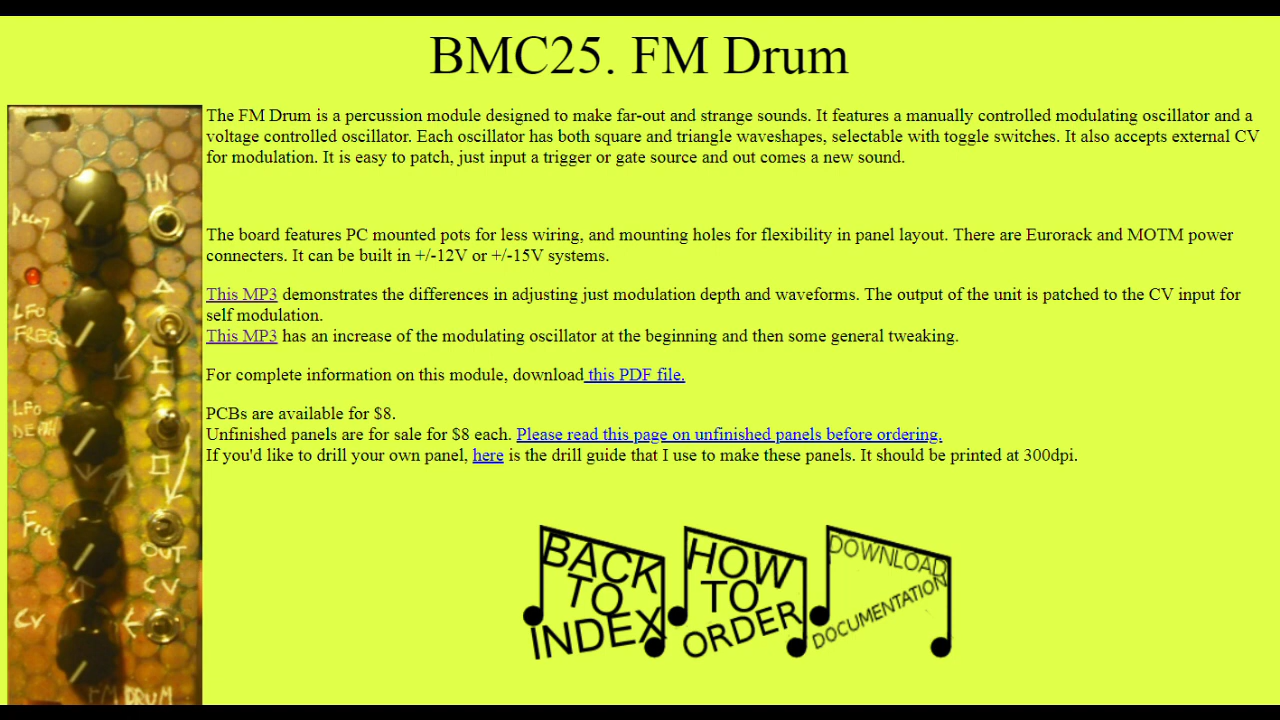 BMC25. FM Drum
The FM Drum is a percussion module designed to make far-out and strange sounds. It features a manually controlled modulating oscillator and a
voltage controlled oscillator. Each oscillator has both square and triangle waveshapes, selectable with toggle switches. It also accepts external CV
for modulation. It is easy to patch, just input a trigger or gate source and out comes a new sound.
The board features PC mounted pots for less wiring, and mounting holes for flexibility in panel layout. There are Eurorack and MOTM power
connecters. It can be built in +/-12V or +/-15V systems.
This MP3 demonstrates the differences in adjusting just modulation depth and waveforms. The output of the unit is patched to the CV input for
self modulation.
This MP3 has an increase of the modulating oscillator at the beginning and then some general tweaking.
For complete information on this module, download this PDF file.
PCBs are available for $8.
Unfinished panels are for sale for $8 each. Please read this page on unfinished panels before ordering.
If you'd like to drill your own panel, here is the drill guide that I use to make these panels. It should be printed at 300dpi.
IN
Decay
LFO
FREQ
LFO
DEPTH
Freq
OUT
CV
CV
FM DRUM
BACK
TO
INDEX
HOW
TO
ORDER
DOWNLOAD
DOCUMENTATION